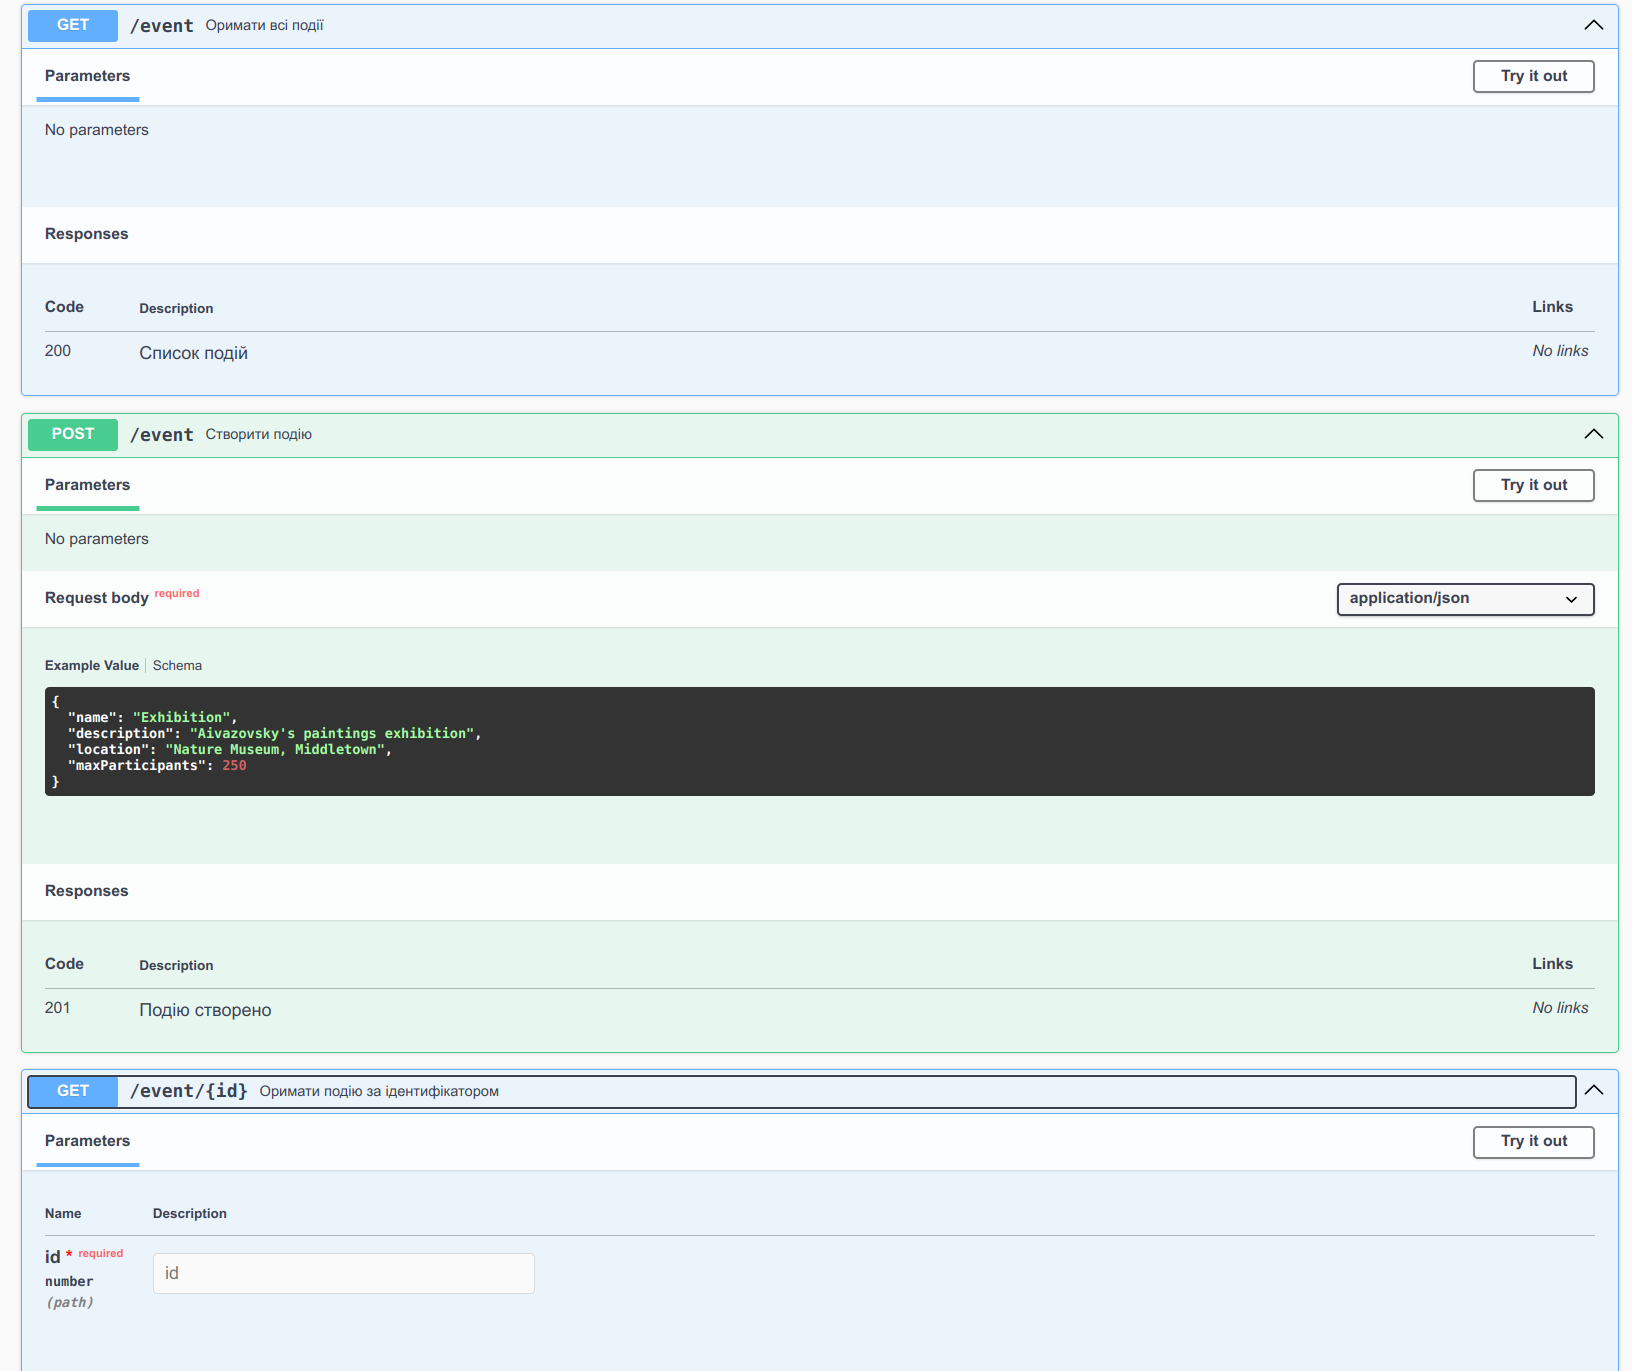 GET /event Оримати всі події
Parameters Try it out
No parameters
Responses
Code Description Links
200 Список подій No links
POST /event Створити подію
Parameters Try it out
No parameters
Request body required application/json
Example Value Schema
{
"name": "Exhibition",
"description": "Aivazovsky's paintings exhibition",
"location": "Nature Museum, Middletown",
"maxParticipants": 250
}
Responses
Code Description Links
201 Подію створено No links
GET /event/{id} Оримати подію за ідентифікатором
Parameters Try it out
Name Description
id * required
id
number
(path)